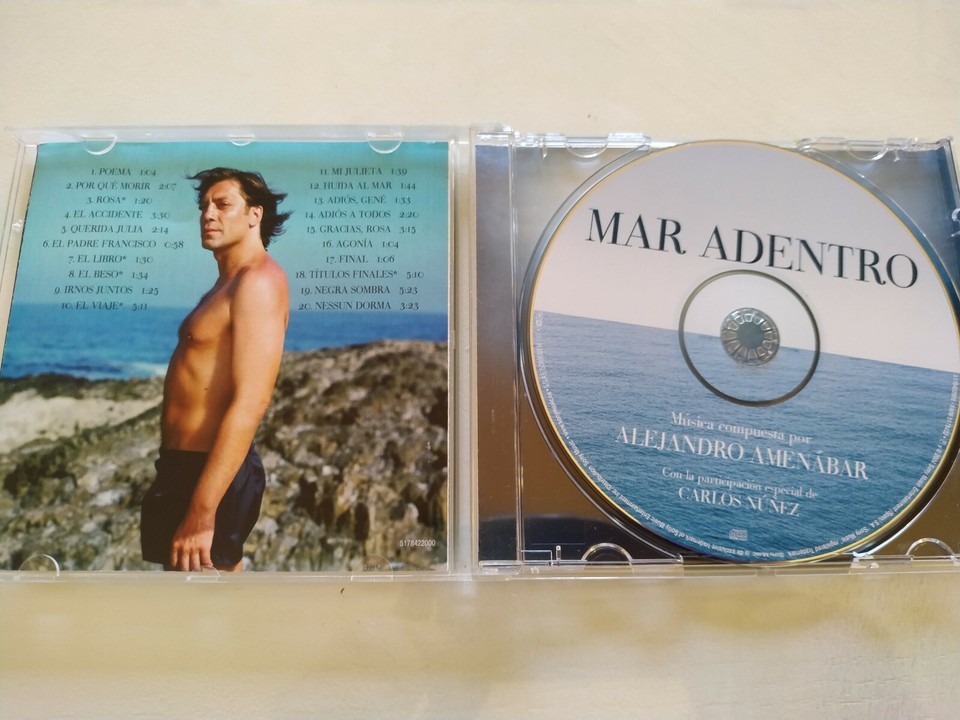 1. POEMA 1:04
2. POR QUÉ MORIR 2:07
3. ROSA* 1:20
4. EL ACCIDENTE 3:30
5. QUERIDA JULIA 2:14
6. EL PADRE FRANCISCO 0:58
7. EL LIBRO* 1:30
8. EL BESO* 1:34
9. IRNOS JUNTOS 1:25
10. EL VIAJE* 5:11
11. MI JULIETA 1:39
12. HUIDA AL MAR 1:44
13. ADIÓS, GENÉ 1:33
14. ADIÓS A TODOS 2:20
15. GRACIAS, ROSA 3:15
16. AGONÍA 1:04
17. FINAL 1:06
18. TÍTULOS FINALES* 5:10
19. NEGRA SOMBRA 5:23
20. NESSUN DORMA 3:23
5178422000
MAR ADENTRO
Música compuesta por
ALEJANDRO AMENÁBAR
Con la participación especial de
CARLOS NÚÑEZ